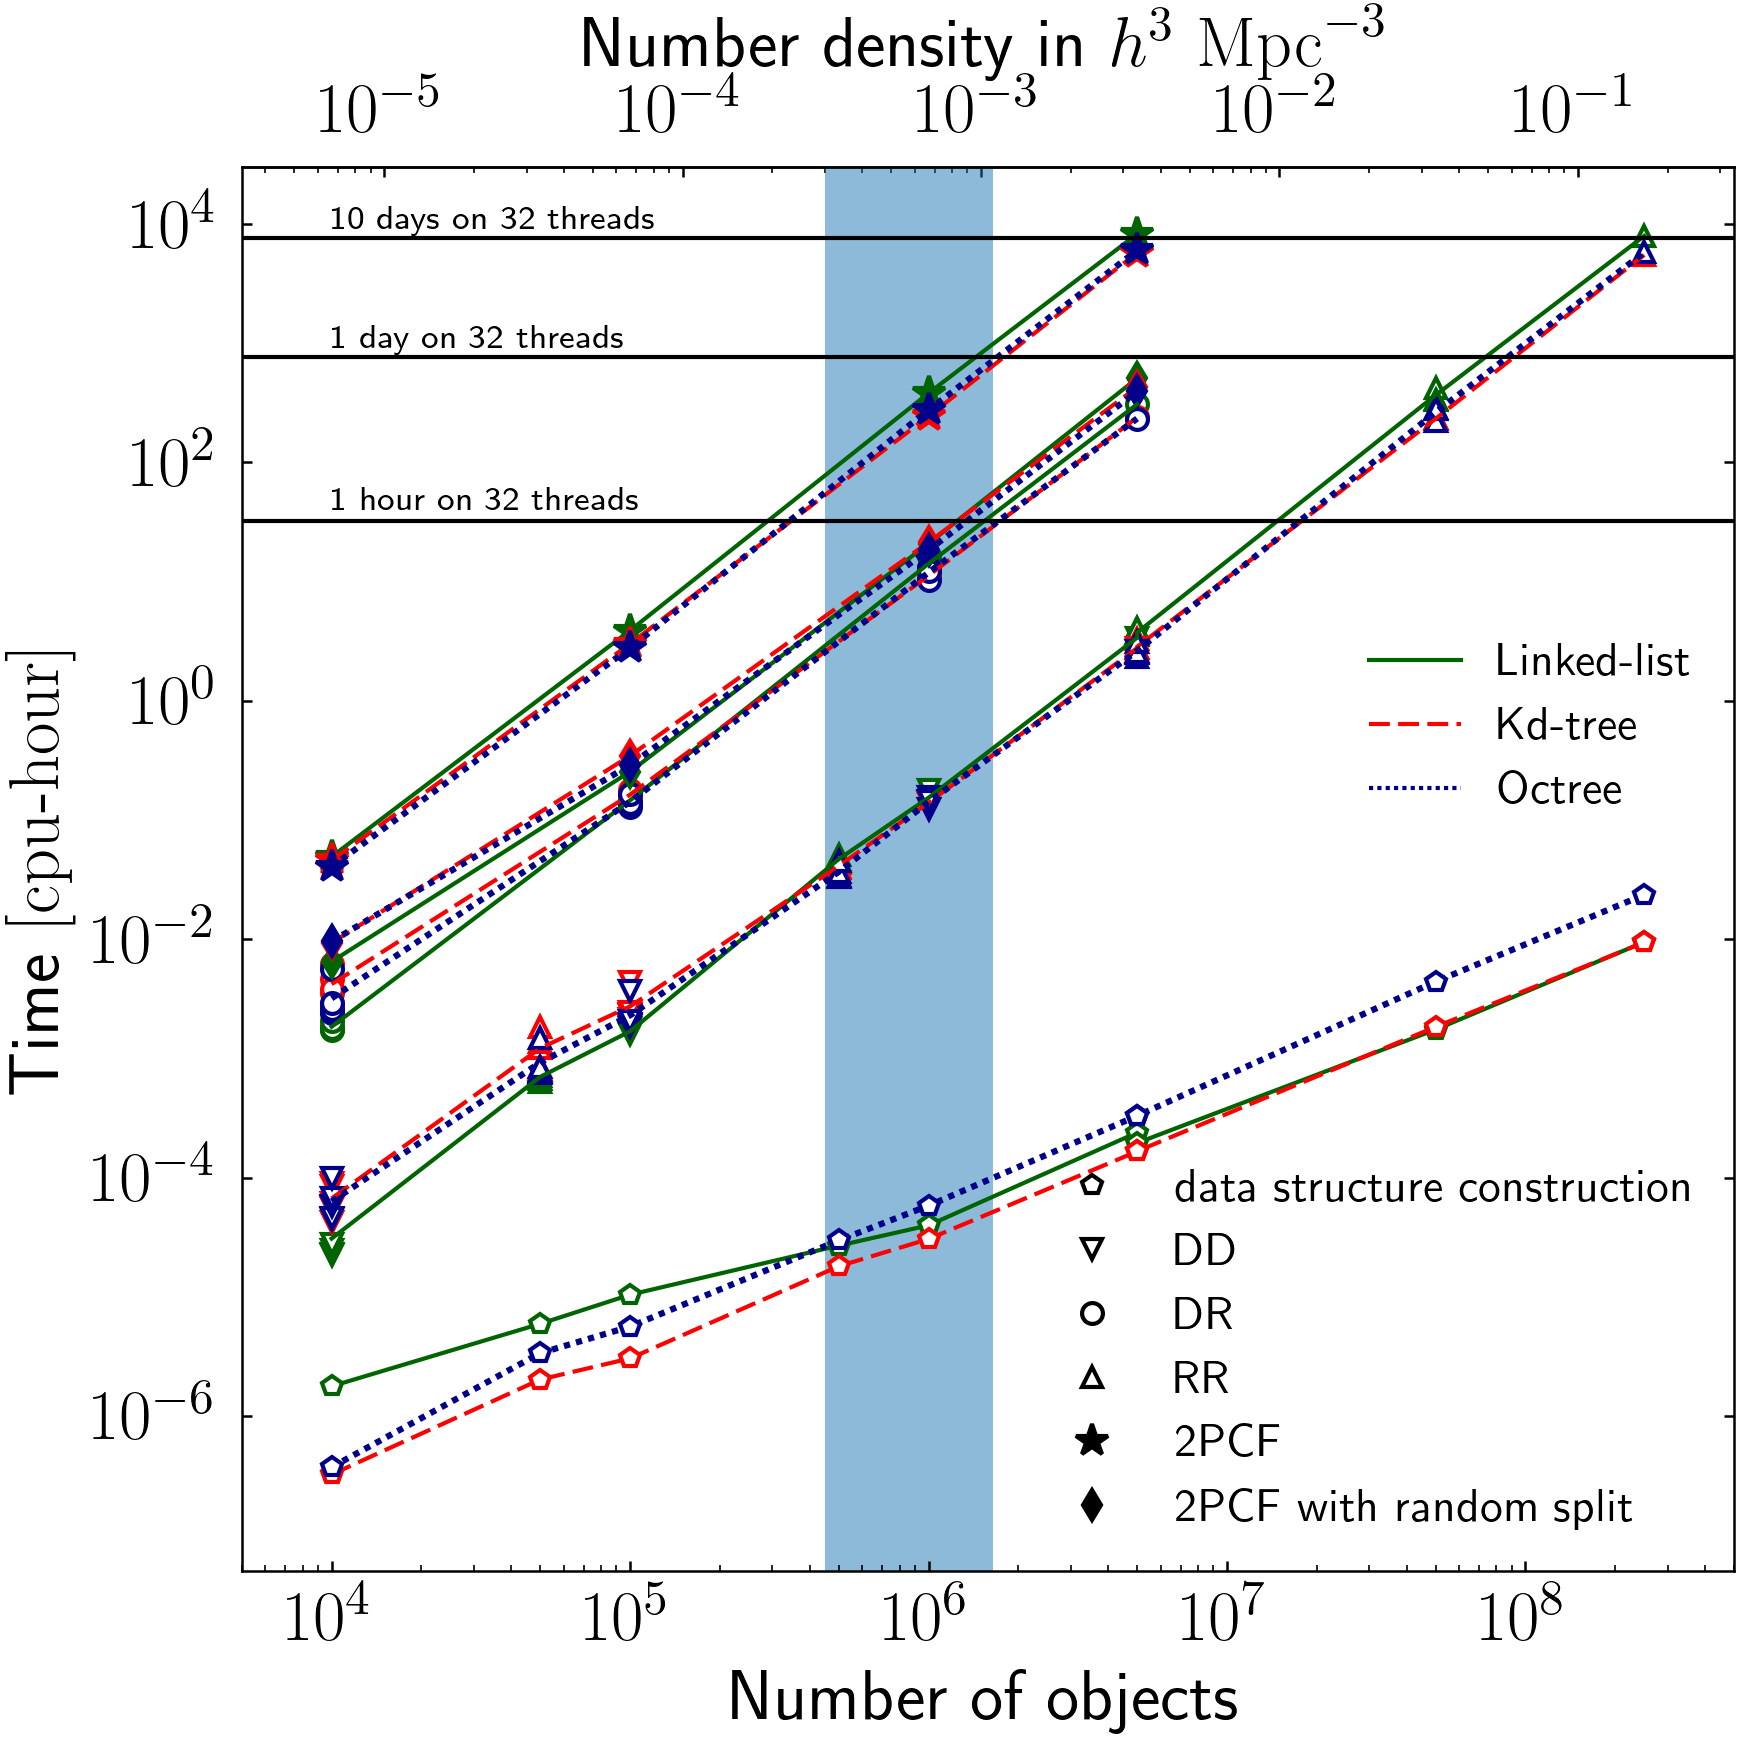 Number density in h³ Mpc⁻³
10⁻⁵ 10⁻⁴ 10⁻³ 10⁻² 10⁻¹
10⁴
10²
10⁰
10⁻²
10⁻⁴
10⁻⁶
Time [cpu-hour]
10 days on 32 threads
1 day on 32 threads
1 hour on 32 threads
Linked-list
Kd-tree
Octree
data structure construction
DD
DR
RR
2PCF
2PCF with random split
10⁴ 10⁵ 10⁶ 10⁷ 10⁸
Number of objects